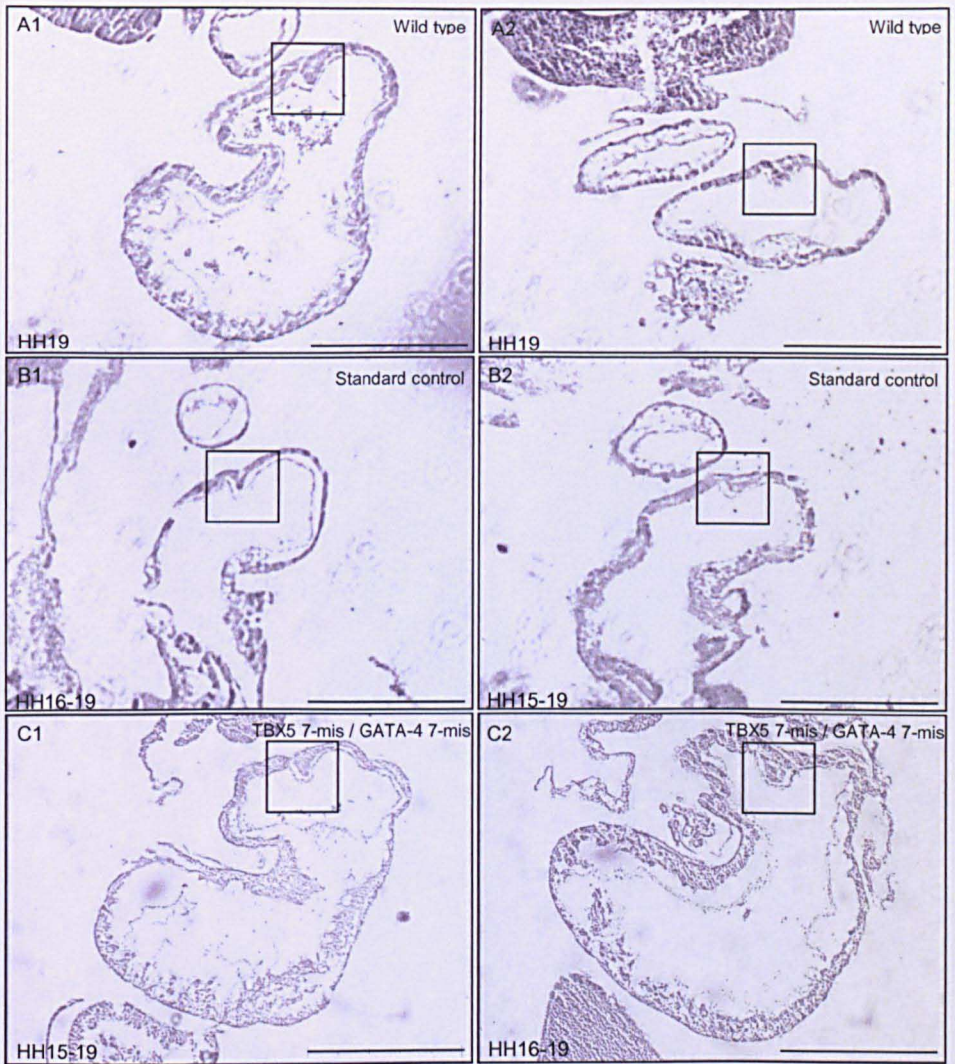 A1
Wild type
HH19
A2
Wild type
HH19
B1
Standard control
HH16-19
B2
Standard control
HH15-19
C1
TBX5 7-mis / GATA-4 7-mis
HH15-19
C2
TBX5 7-mis / GATA-4 7-mis
HH16-19